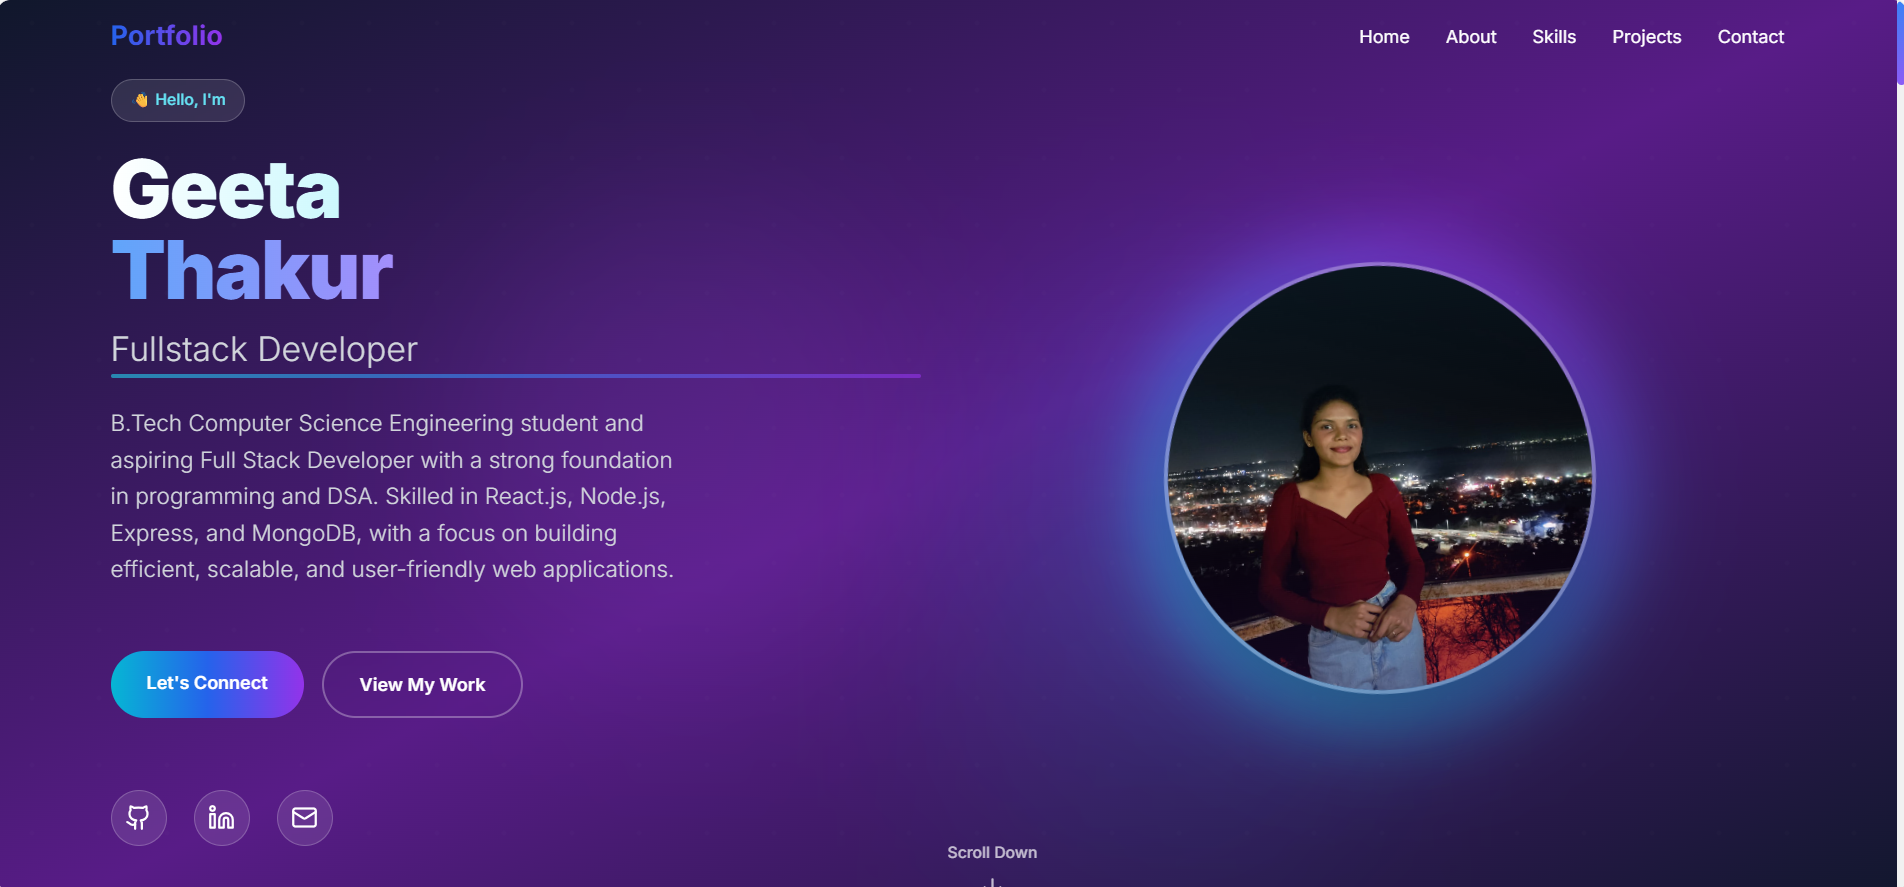 Portfolio
Home About Skills Projects Contact
👋 Hello, I'm
Geeta
Thakur
Fullstack Developer
B.Tech Computer Science Engineering student and
aspiring Full Stack Developer with a strong foundation
in programming and DSA. Skilled in React.js, Node.js,
Express, and MongoDB, with a focus on building
efficient, scalable, and user-friendly web applications.
Let's Connect View My Work
in
Scroll Down